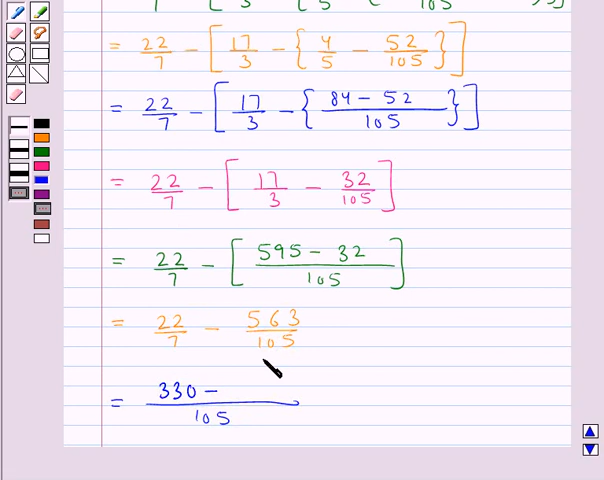 = 22/7 - [ 17/3 - { 4/5 - 52/105 } ]
= 22/7 - [ 17/3 - { 84 - 52 / 105 } ]
= 22/7 - [ 17/3 - 32/105 ]
= 22/7 - [ 595 - 32 / 105 ]
= 22/7 - 563/105
= 330 - / 105